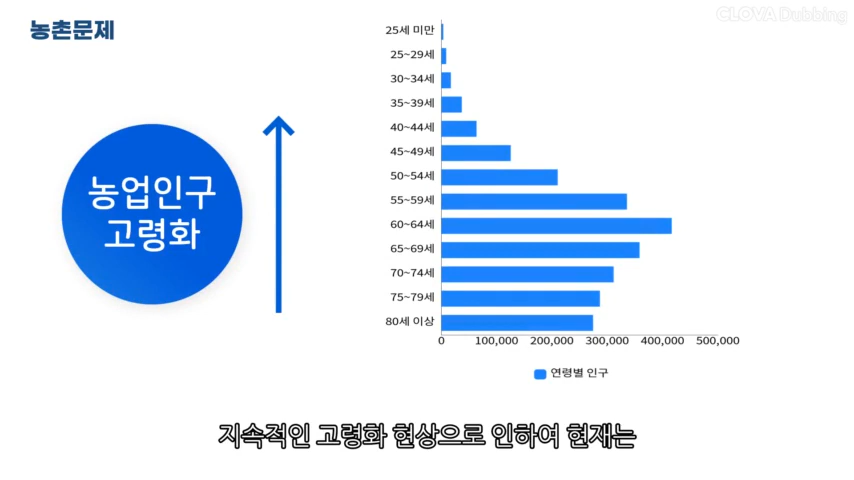 농촌문제
CLOVA Dubbing
농업인구
고령화
25세 미만
25~29세
30~34세
35~39세
40~44세
45~49세
50~54세
55~59세
60~64세
65~69세
70~74세
75~79세
80세 이상
0 100,000 200,000 300,000 400,000 500,000
연령별 인구
지속적인 고령화 현상으로 인하여 현재는